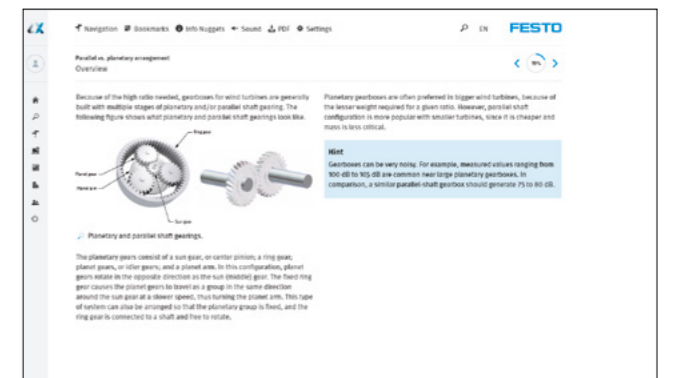 Navigation Bookmarks Info Nuggets Sound PDF Settings EN FESTO
Parallel vs. planetary arrangement
Overview
Because of the high ratio needed, gearboxes for wind turbines are generally
built with multiple stages of planetary and/or parallel shaft gearing. The
following figure shows what planetary and parallel shaft gearings look like.
Ring gear
Planet gear
Planet arm
Sun gear
Planetary and parallel shaft gearings.
The planetary gears consist of a sun gear, or center pinion; a ring gear;
planet gears, or idler gears; and a planet arm. In this configuration, planet
gears rotate in the opposite direction as the sun (middle) gear. The fixed ring
gear causes the planet gears to travel as a group in the same direction
around the sun gear at a slower speed, thus turning the planet arm. This type
of system can also be arranged so that the planetary group is fixed, and the
ring gear is connected to a shaft and free to rotate.
Planetary gearboxes are often preferred in bigger wind turbines, because of
the lesser weight required for a given ratio. However, parallel shaft
configuration is more popular with smaller turbines, since it is cheaper and
mass is less critical.
Hint
Gearboxes can be very noisy. For example, measured values ranging from
100 dB to 105 dB are common near large planetary gearboxes. In
comparison, a similar parallel-shaft gearbox should generate 75 to 80 dB.